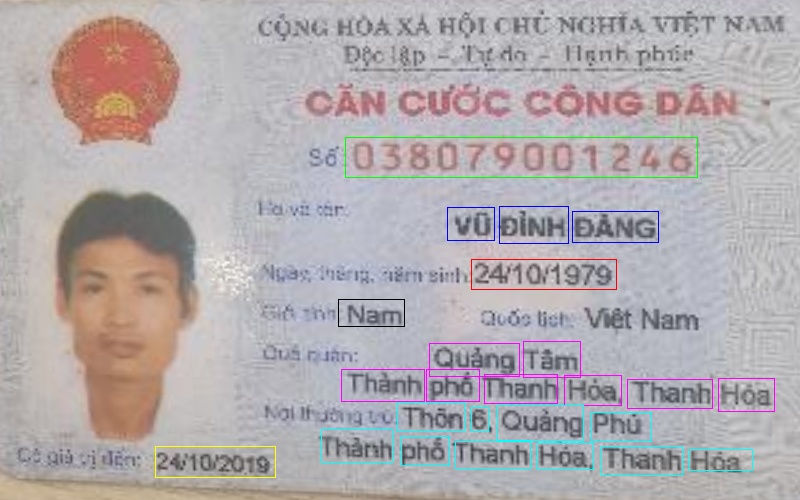 CỘNG HÒA XÃ HỘI CHỦ NGHĨA VIỆT NAM
Độc lập – Tự do – Hạnh phúc
CĂN CƯỚC CÔNG DÂN
Số 038079001246
Họ và tên:
VŨ ĐÌNH ĐẢNG
Ngày, tháng, năm sinh: 24/10/1979
Giới tính: Nam Quốc tịch: Việt Nam
Quê quán: Quảng Tâm
Thành phố Thanh Hóa, Thanh Hóa
Nơi thường trú: Thôn 6, Quảng Phú
Thành phố Thanh Hóa, Thanh Hóa
Có giá trị đến: 24/10/2019